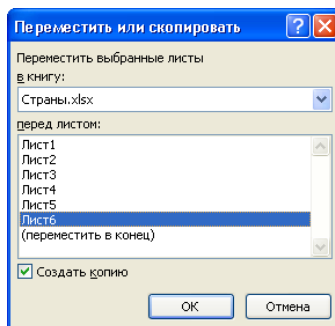 Переместить или скопировать
Переместить выбранные листы
в книгу:
Страны.xlsx
перед листом:
Лист1
Лист2
Лист3
Лист4
Лист5
Лист6
(переместить в конец)
Создать копию
ОК
Отмена